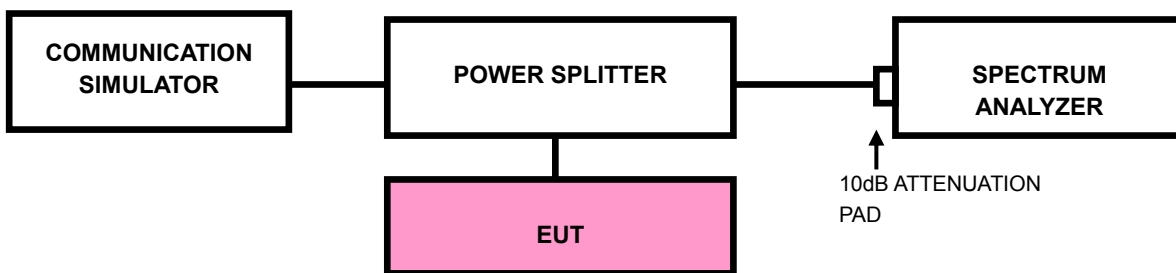 COMMUNICATION
SIMULATOR
POWER SPLITTER
SPECTRUM
ANALYZER
10dB ATTENUATION
PAD
EUT